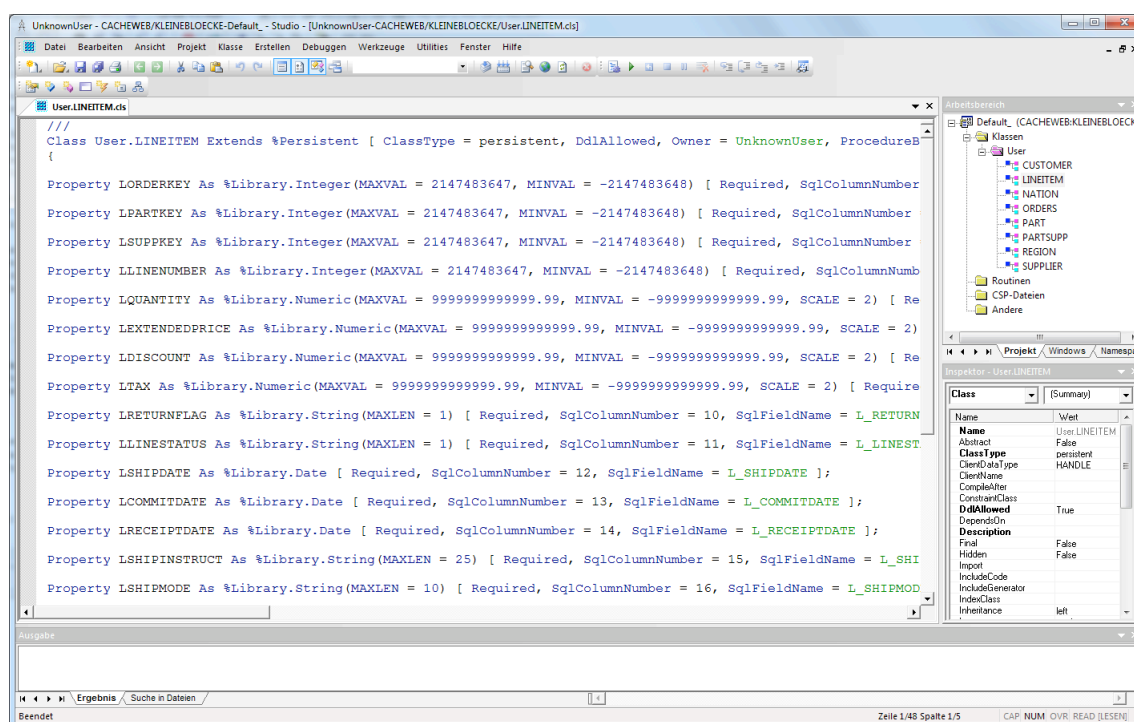 UnknownUser - CACHEWEB/KLEINEBLOECKE-Default_ - Studio - [UnknownUser-CACHEWEB/KLEINEBLOECKE/User.LINEITEM.cls]
Datei Bearbeiten Ansicht Projekt Klasse Erstellen Debuggen Werkzeuge Utilities Fenster Hilfe
User.LINEITEM.cls
///
Class User.LINEITEM Extends %Persistent [ ClassType = persistent, DdlAllowed, Owner = UnknownUser, ProcedureB
{
Property LORDERKEY As %Library.Integer(MAXVAL = 2147483647, MINVAL = -2147483648) [ Required, SqlColumnNumber
Property LPARTKEY As %Library.Integer(MAXVAL = 2147483647, MINVAL = -2147483648) [ Required, SqlColumnNumber
Property LSUPPKEY As %Library.Integer(MAXVAL = 2147483647, MINVAL = -2147483648) [ Required, SqlColumnNumber
Property LLINENUMBER As %Library.Integer(MAXVAL = 2147483647, MINVAL = -2147483648) [ Required, SqlColumnNumb
Property LQUANTITY As %Library.Numeric(MAXVAL = 9999999999999.99, MINVAL = -9999999999999.99, SCALE = 2) [ Re
Property LEXTENDEDPRICE As %Library.Numeric(MAXVAL = 9999999999999.99, MINVAL = -9999999999999.99, SCALE = 2)
Property LDISCOUNT As %Library.Numeric(MAXVAL = 9999999999999.99, MINVAL = -9999999999999.99, SCALE = 2) [ Re
Property LTAX As %Library.Numeric(MAXVAL = 9999999999999.99, MINVAL = -9999999999999.99, SCALE = 2) [ Require
Property LRETURNFLAG As %Library.String(MAXLEN = 1) [ Required, SqlColumnNumber = 10, SqlFieldName = L_RETURN
Property LLINESTATUS As %Library.String(MAXLEN = 1) [ Required, SqlColumnNumber = 11, SqlFieldName = L_LINEST
Property LSHIPDATE As %Library.Date [ Required, SqlColumnNumber = 12, SqlFieldName = L_SHIPDATE ];
Property LCOMMITDATE As %Library.Date [ Required, SqlColumnNumber = 13, SqlFieldName = L_COMMITDATE ];
Property LRECEIPTDATE As %Library.Date [ Required, SqlColumnNumber = 14, SqlFieldName = L_RECEIPTDATE ];
Property LSHIPINSTRUCT As %Library.String(MAXLEN = 25) [ Required, SqlColumnNumber = 15, SqlFieldName = L_SHI
Property LSHIPMODE As %Library.String(MAXLEN = 10) [ Required, SqlColumnNumber = 16, SqlFieldName = L_SHIPMOD
Arbeitsbereich
Default_ (CACHEWEB:KLEINEBLOECK
Klassen
User
CUSTOMER
LINEITEM
NATION
ORDERS
PART
PARTSUPP
REGION
SUPPLIER
Routinen
CSP-Dateien
Andere
Projekt Windows Namespa
Inspektor - User.LINEITEM
Class (Summary)
Name Wert
Name User.LINEITEM
Abstract False
ClassType persistent
ClientDataType HANDLE
ClientName
CompileAfter
ConstraintClass
DdlAllowed True
DependsOn
Description
Final False
Hidden False
Import
IncludeCode
IncludeGenerator
IndexClass
Inheritance left
Ausgabe
Ergebnis Suche in Dateien
Beendet Zeile 1/48 Spalte 1/5 CAP NUM OVR READ [LESEN]